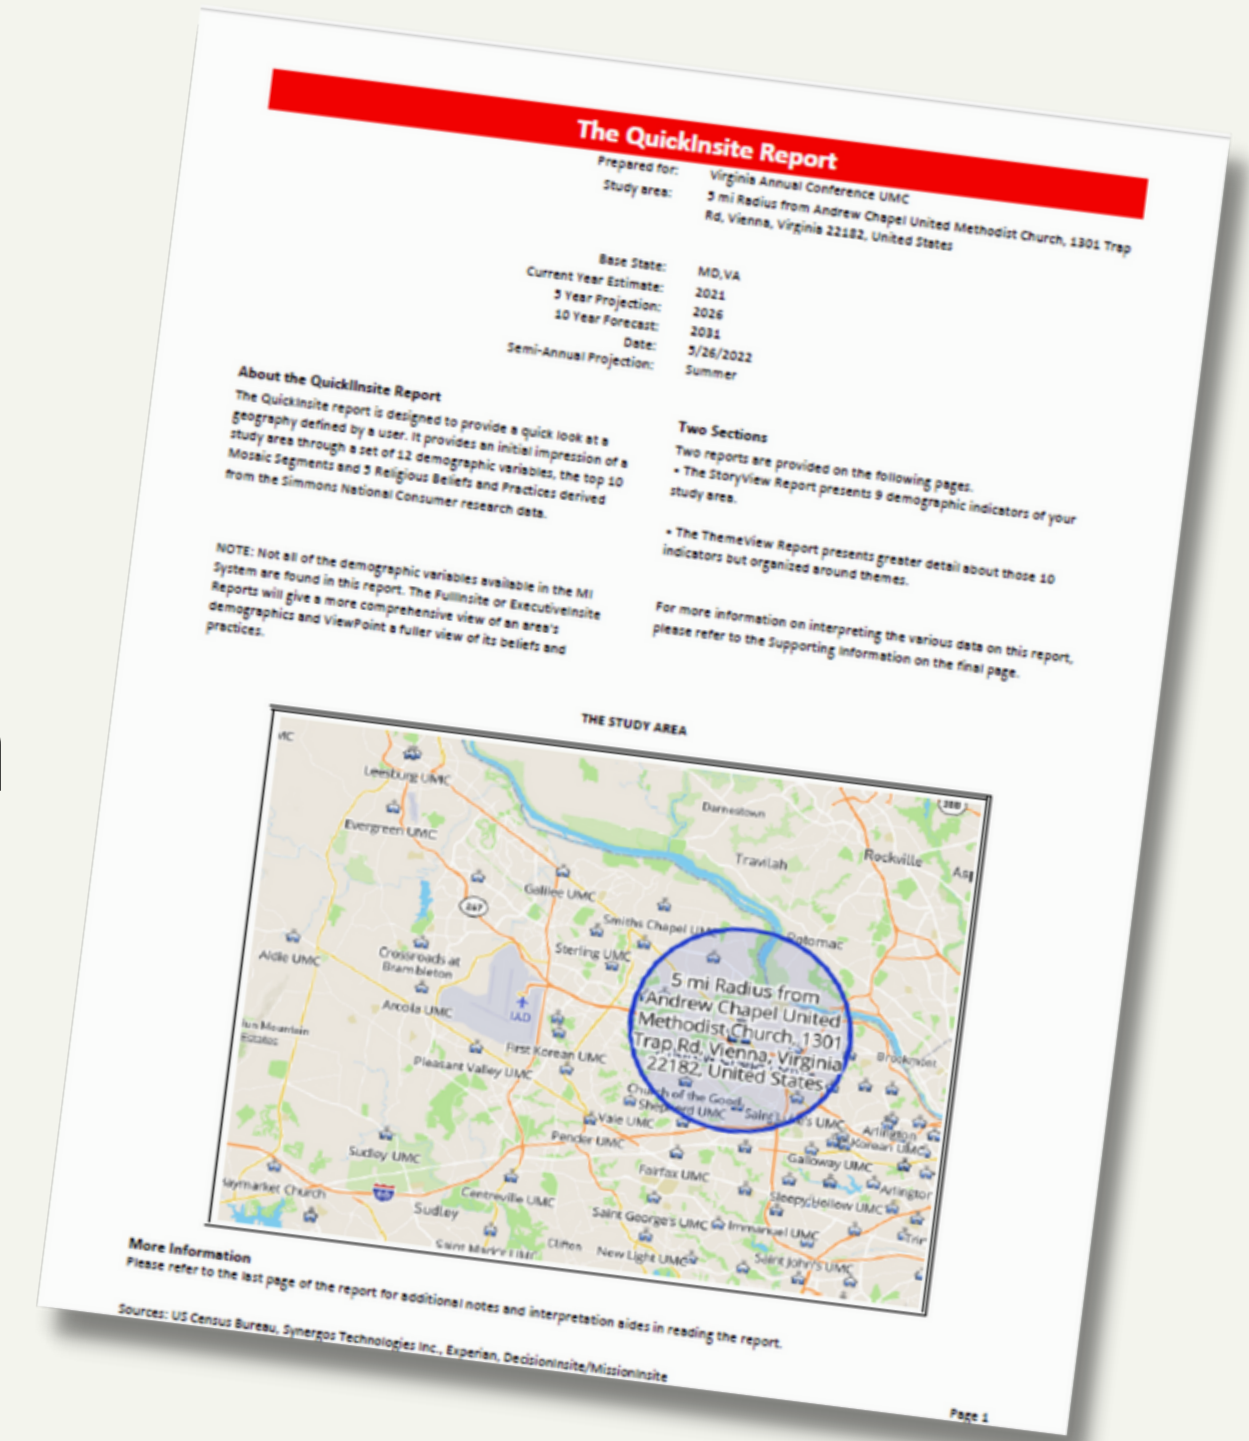 The QuickInsite Report
Prepared for: Virginia Annual Conference UMC
Study area: 5 mi Radius from Andrew Chapel United Methodist Church, 1301 Trap
Rd, Vienna, Virginia 22182, United States
Base State: MD,VA
Current Year Estimate: 2021
5 Year Projection: 2026
10 Year Forecast: 2031
Date: 5/26/2022
Semi-Annual Projection: Summer
About the QuickIInsite Report
The QuickInsite report is designed to provide a quick look at a
geography defined by a user. It provides an initial impression of a
study area through a set of 12 demographic variables, the top 10
Mosaic Segments and 5 Religious Beliefs and Practices derived
from the Simmons National Consumer research data.
NOTE: Not all of the demographic variables available in the MI
System are found in this report. The FullInsite or ExecutiveInsite
Reports will give a more comprehensive view of an area's
demographics and ViewPoint a fuller view of its beliefs and
practices.
Two Sections
Two reports are provided on the following pages.
• The StoryView Report presents 9 demographic indicators of your
study area.
• The ThemeView Report presents greater detail about those 10
indicators but organized around themes.
For more information on interpreting the various data on this report,
please refer to the Supporting Information on the final page.
THE STUDY AREA
Leesburg UMC
Evergreen UMC
Darnestown
Travilah
Rockville
Asp
Galilee UMC
267
Smiths Chapel UMC
Potomac
Sterling UMC
Aldie UMC
Crossroads at
Brambleton
Arcola UMC
IAD
5 mi Radius from
Andrew Chapel United
Methodist Church, 1301
Trap Rd, Vienna, Virginia
22182, United States
First Korean UMC
Brookmont
Pleasant Valley UMC
Church of the Good
Shepherd UMC
Vale UMC
Pender UMC
Arlington
Korean UMC
Sudley UMC
Fairfax UMC
Galloway UMC
Arlington
Sleepy Hollow UMC
aymarket Church
66
Centreville UMC
Sudley
Saint George's UMC
Immanuel UMC
Clifton
New Light UMC
Saint John's UMC
More Information
Please refer to the last page of the report for additional notes and interpretation aides in reading the report.
Sources: US Census Bureau, Synergos Technologies Inc., Experian, DecisionInsite/MissionInsite
Page 1